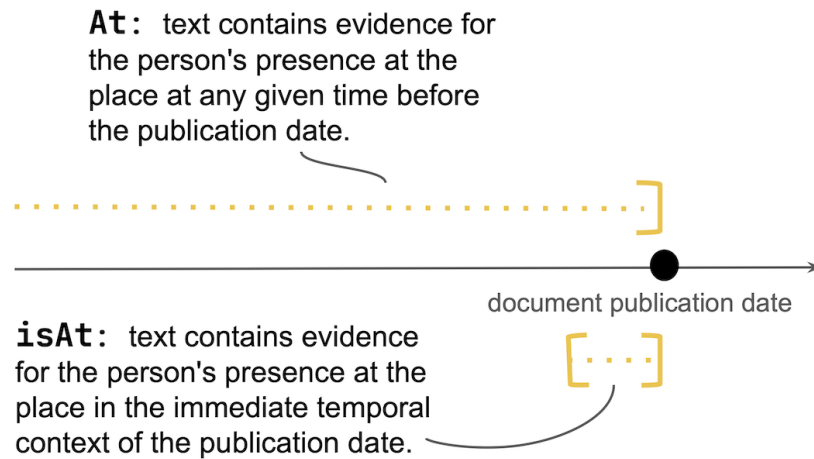 At: text contains evidence for
the person's presence at the
place at any given time before
the publication date.
document publication date
isAt: text contains evidence
for the person's presence at the
place in the immediate temporal
context of the publication date.